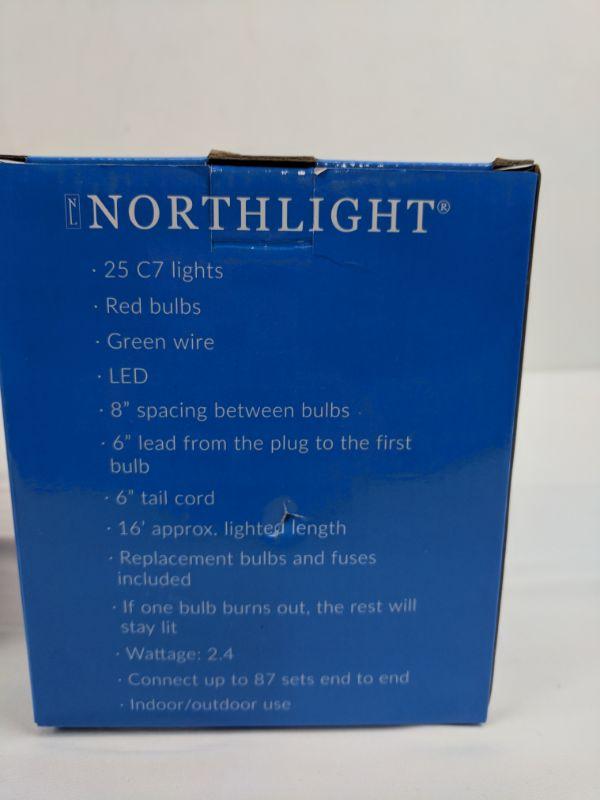 NL NORTHLIGHT®
· 25 C7 lights
· Red bulbs
· Green wire
· LED
· 8” spacing between bulbs
· 6” lead from the plug to the first
bulb
· 6” tail cord
· 16’ approx. lighted length
· Replacement bulbs and fuses
included
· If one bulb burns out, the rest will
stay lit
· Wattage: 2.4
· Connect up to 87 sets end to end
· Indoor/outdoor use